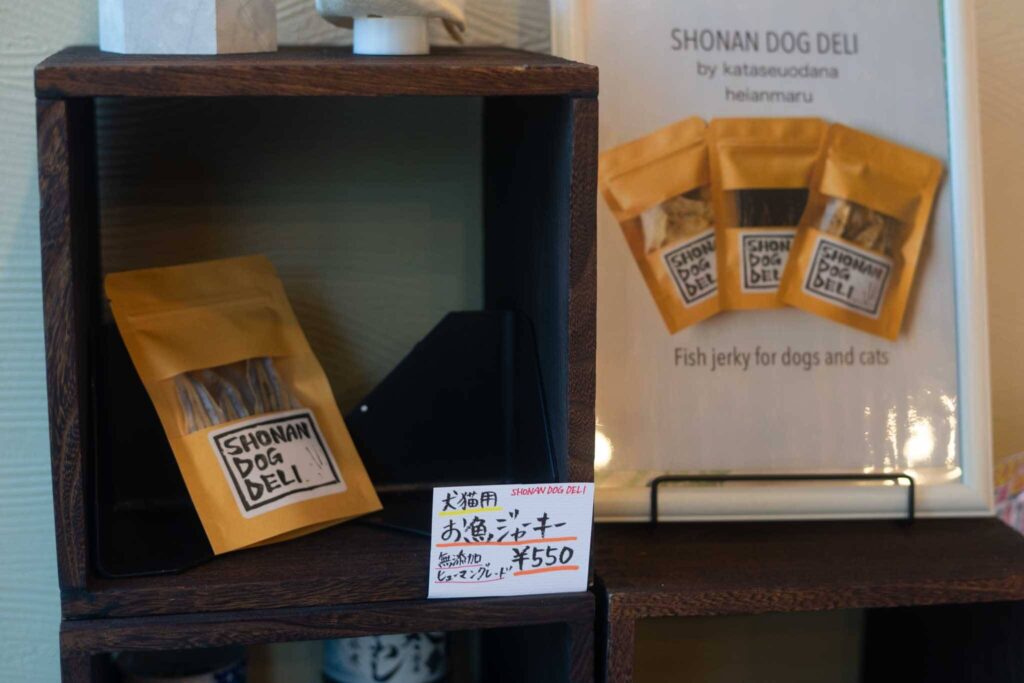 SHONAN DOG DELI
by kataseuodana
heianmaru
SHONAN
DOG
DELI
SHONAN
DOG
DELI
SHONAN
DOG
DELI
Fish jerky for dogs and cats
SHONAN
DOG
DELI
犬猫用 SHONAN DOG DELI
お魚ジャーキー
無添加 ¥550
ヒューマングレード